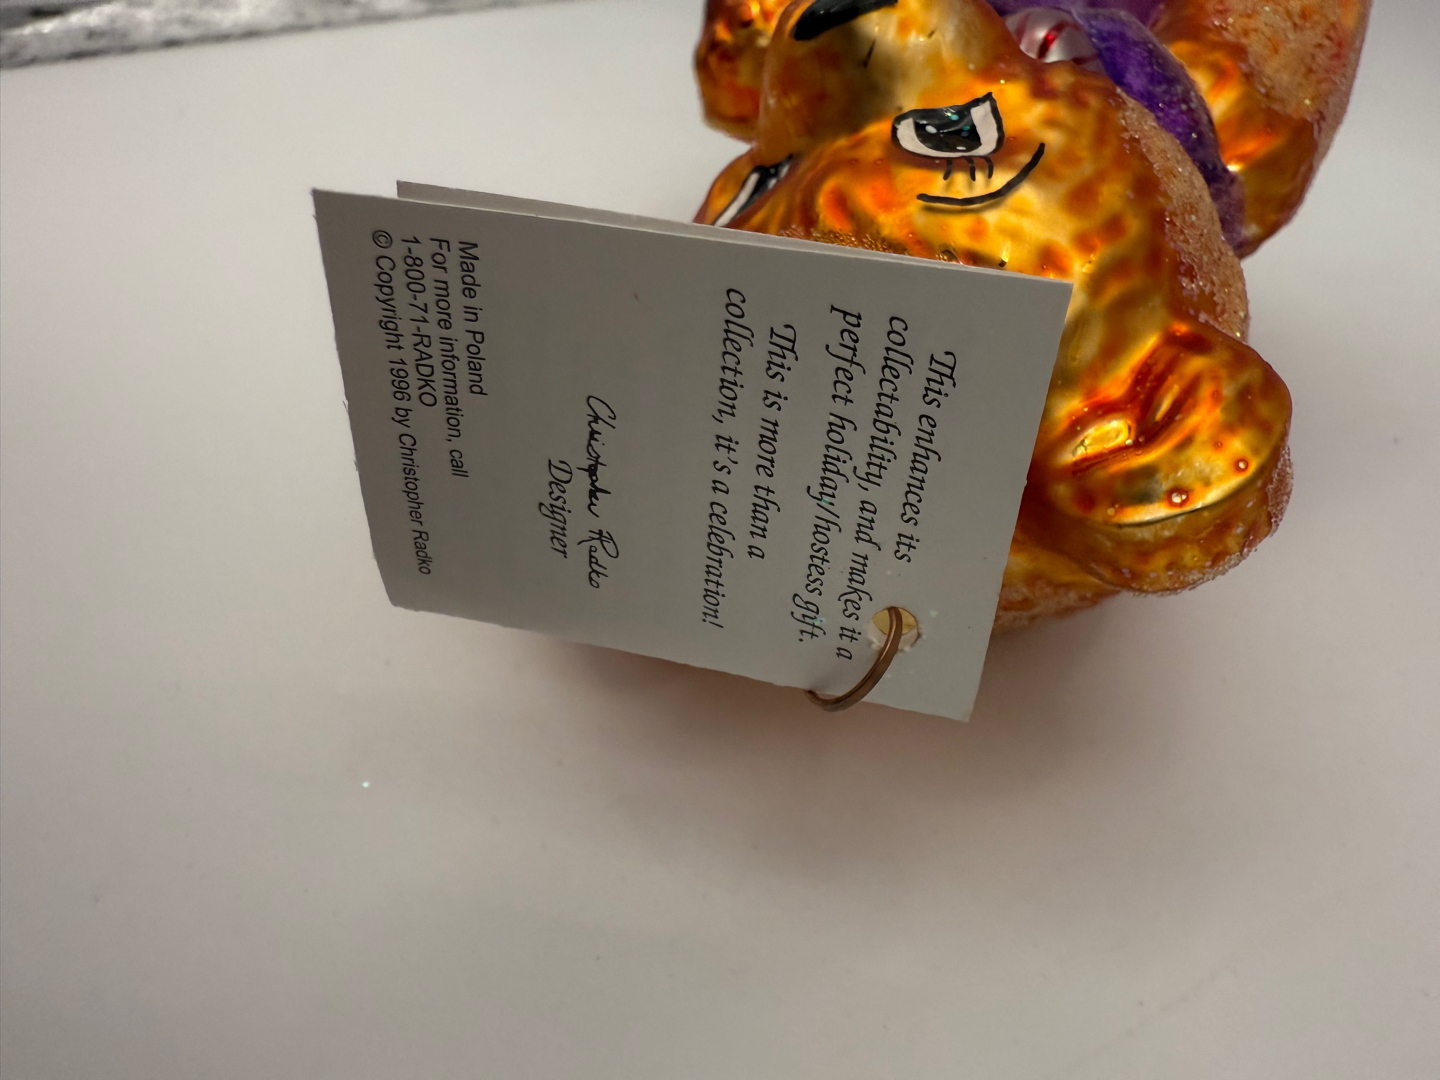 This enhances its
collectability, and makes it a
perfect holiday/hostess gift.
This is more than a
collection, it's a celebration!
Christopher Radko
Designer
Made in Poland
For more information, call
1-800-71-RADKO
© Copyright 1996 by Christopher Radko